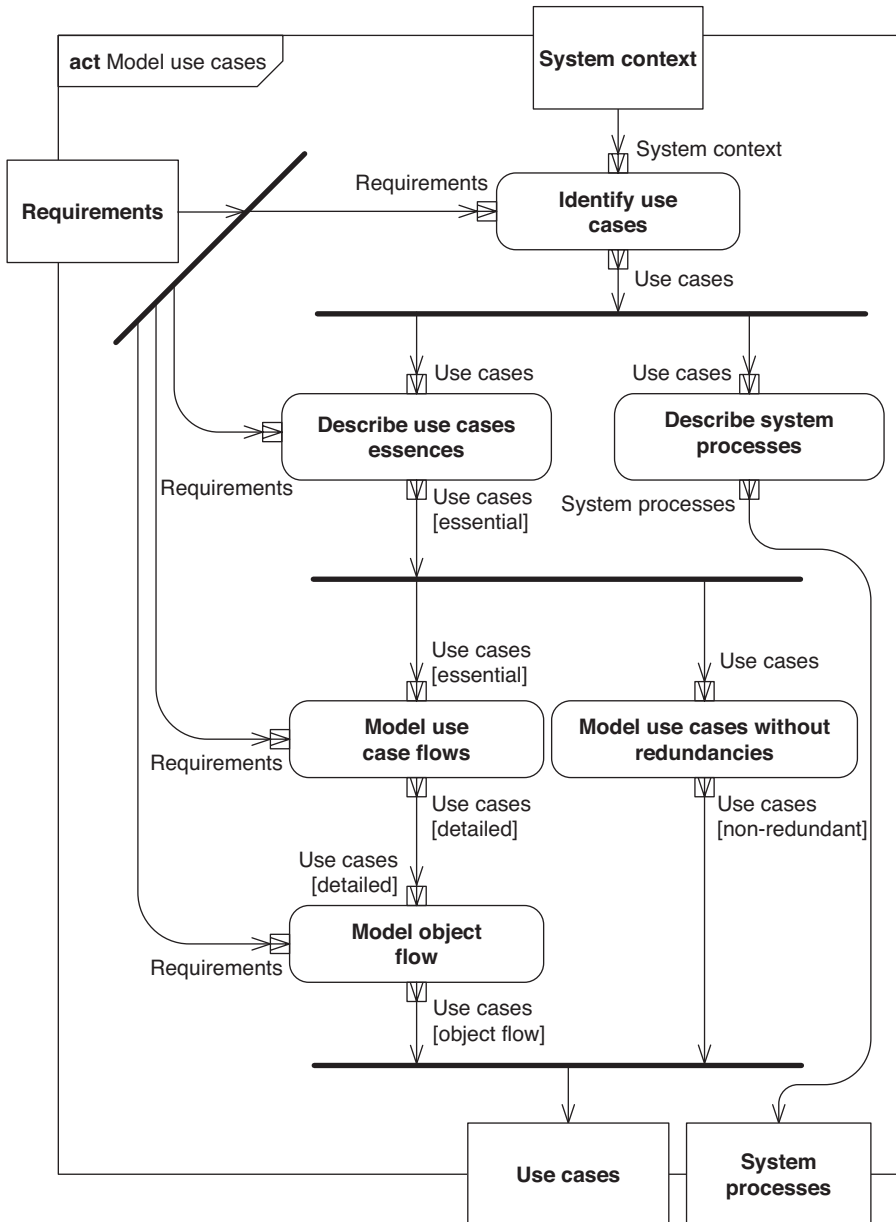 act Model use cases
System context
System context
Requirements
Requirements
Identify use
cases
Use cases
Use cases
Use cases
Describe use cases
essences
Describe system
processes
Requirements
Use cases
[essential]
System processes
Use cases
[essential]
Use cases
Model use
case flows
Model use cases without
redundancies
Requirements
Use cases
[detailed]
Use cases
[non-redundant]
Use cases
[detailed]
Model object
flow
Requirements
Use cases
[object flow]
Use cases
System
processes